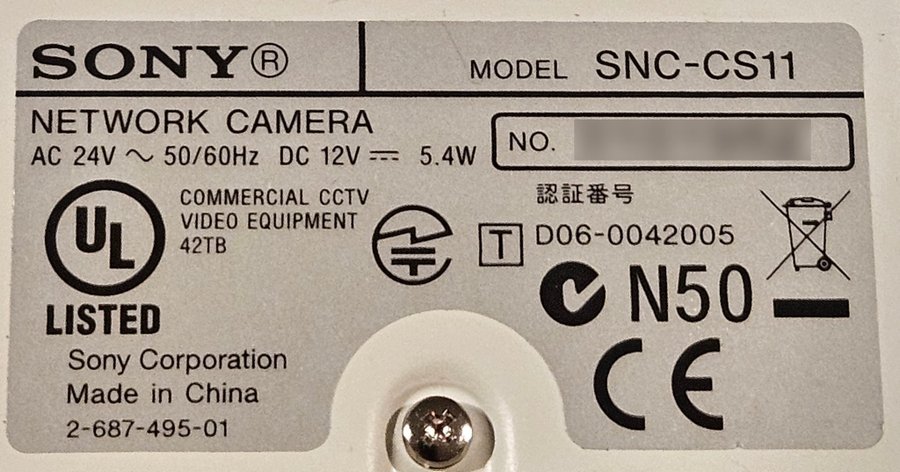 SONY®
MODEL SNC-CS11
NETWORK CAMERA
AC 24V ~ 50/60Hz DC 12V ⎓ 5.4W
NO.
UL
LISTED
COMMERCIAL CCTV
VIDEO EQUIPMENT
42TB
認証番号
T D06-0042005
N50
CE
Sony Corporation
Made in China
2-687-495-01